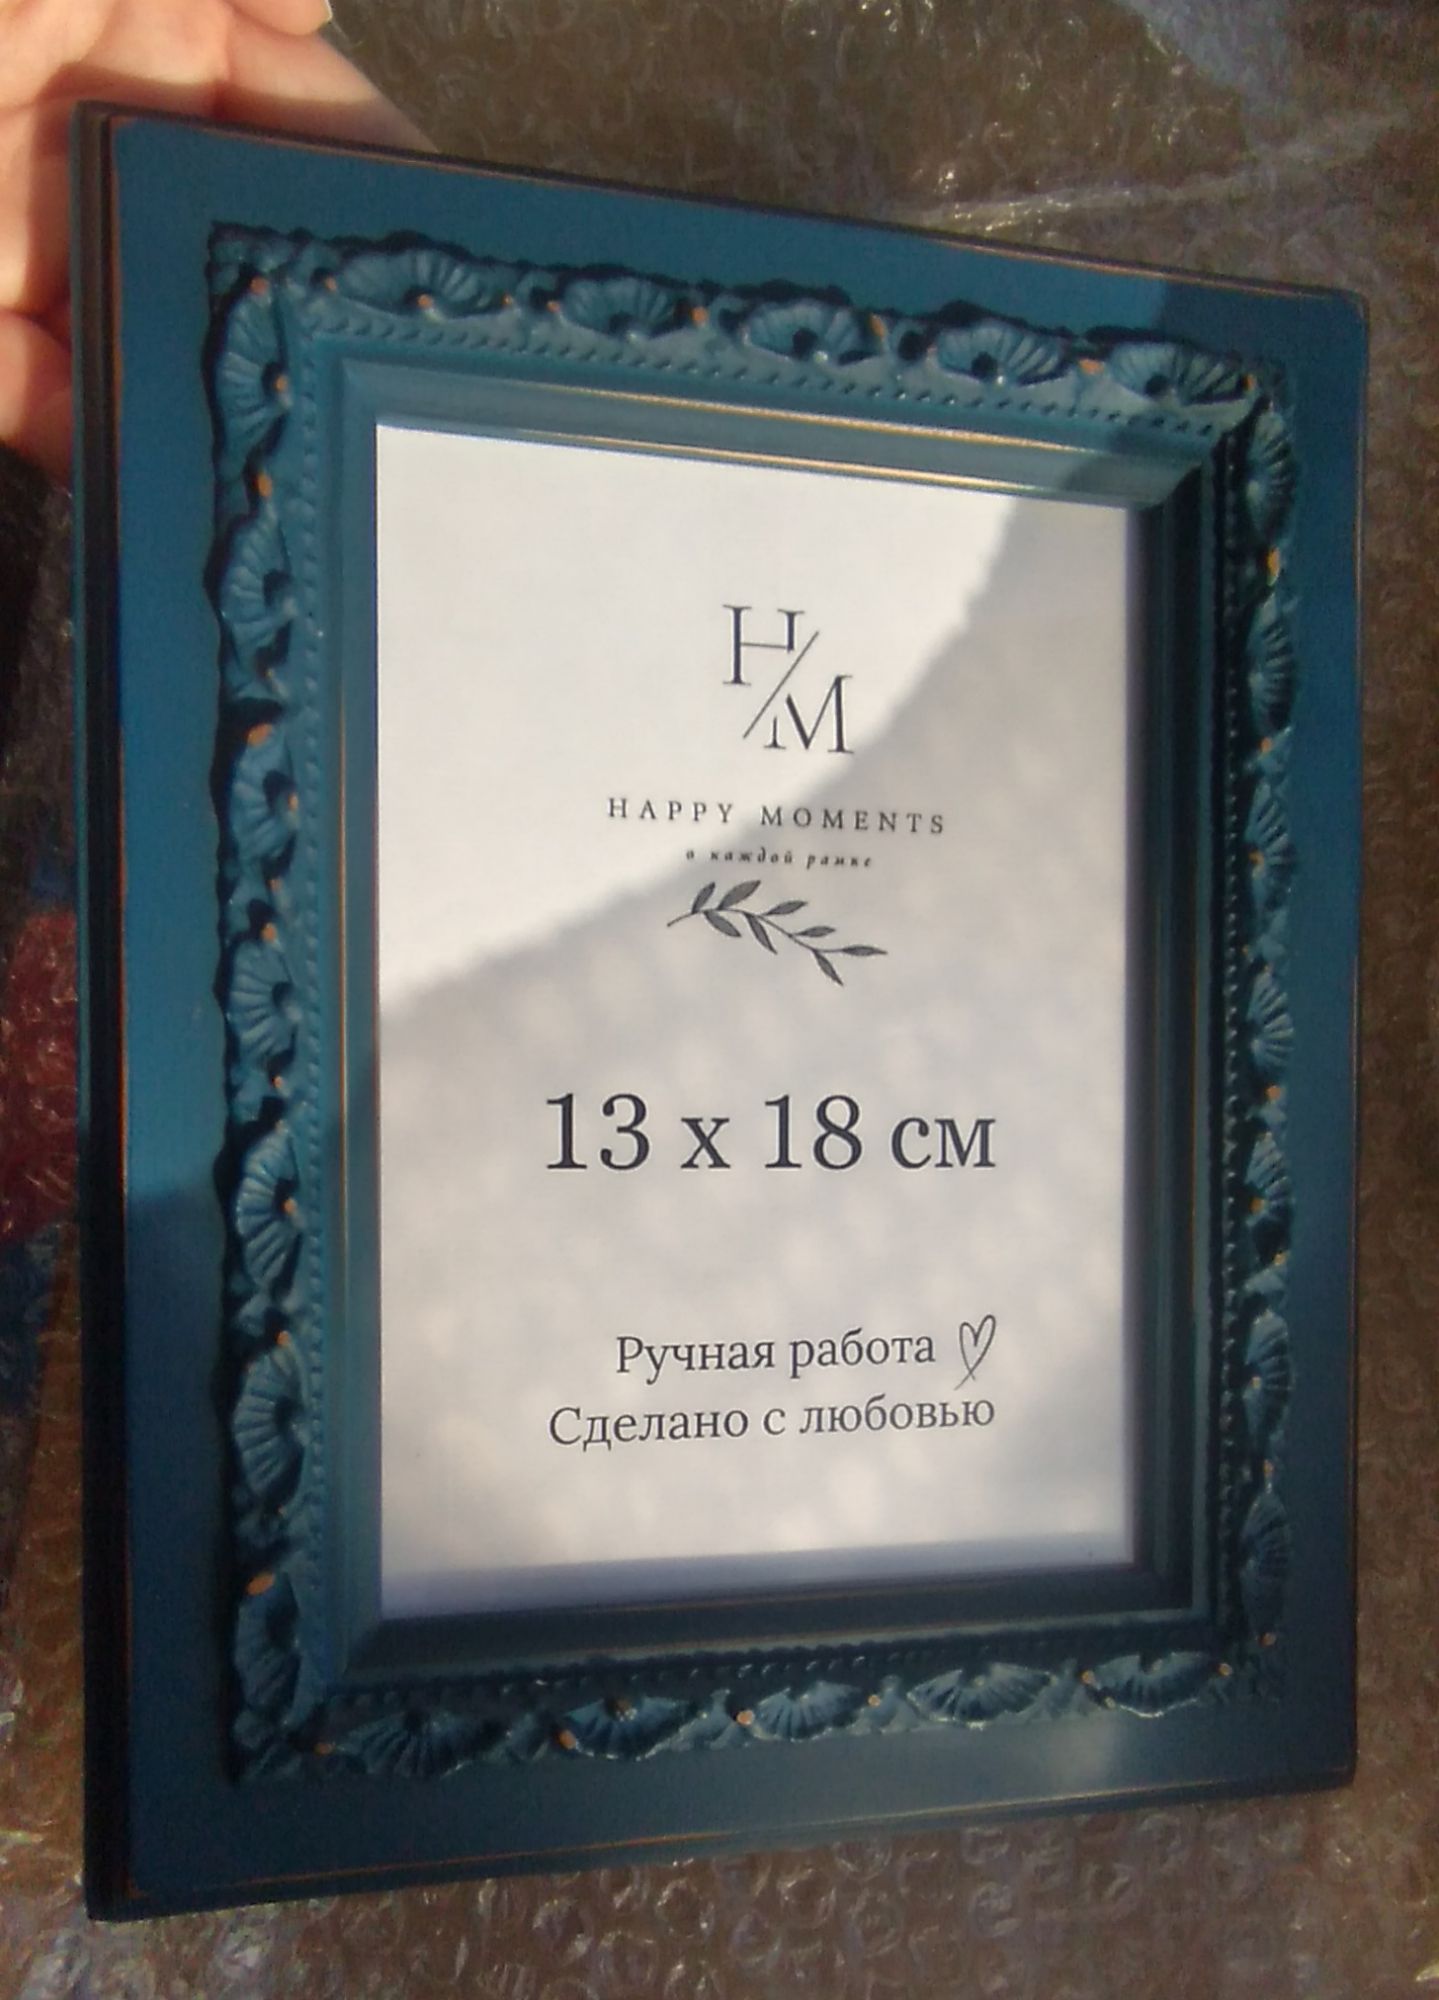 H/M
HAPPY MOMENTS
в каждой рамке
13 x 18 см
Ручная работа
Сделано с любовью